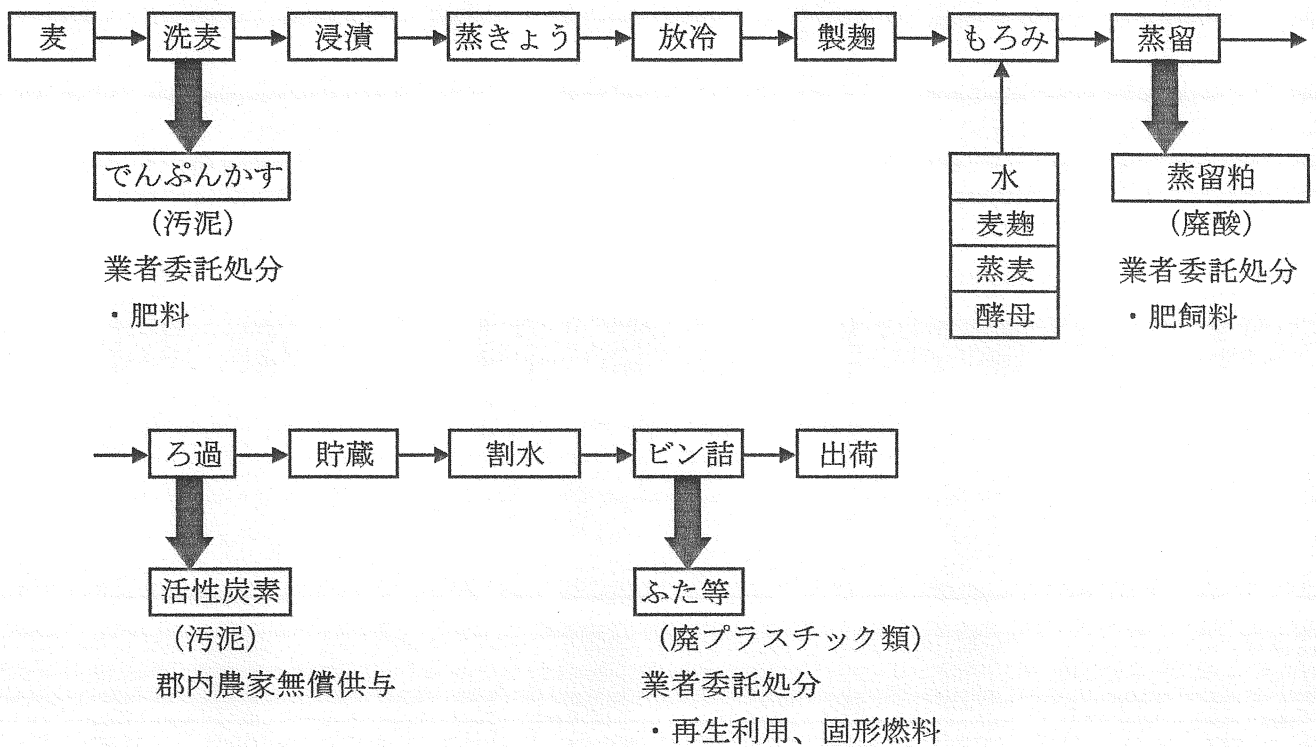 麦 洗麦 浸漬 蒸きょう 放冷 製麹 もろみ 蒸留
でんぷんかす
(汚泥)
業者委託処分
・肥料
水
麦麹
蒸麦
酵母
蒸留粕
(廃酸)
業者委託処分
・肥飼料
ろ過 貯蔵 割水 ビン詰 出荷
活性炭素
(汚泥)
郡内農家無償供与
ふた等
(廃プラスチック類)
業者委託処分
・再生利用、固形燃料